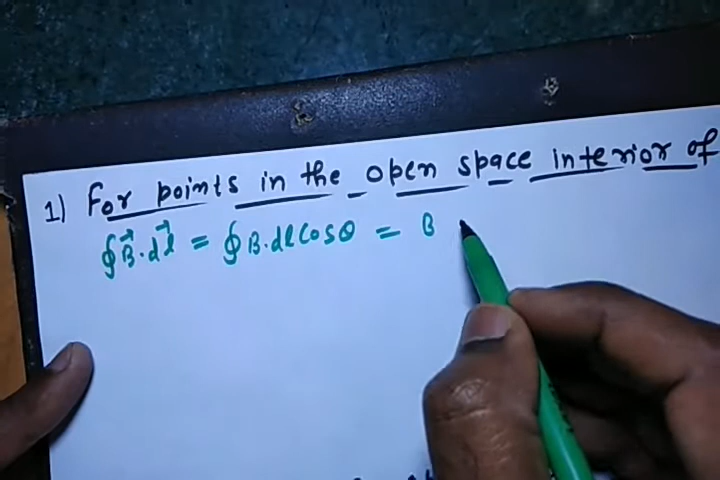 1) For points in the open space interior of
∮B⃗.dl⃗ = ∮B.dl Cosθ = B